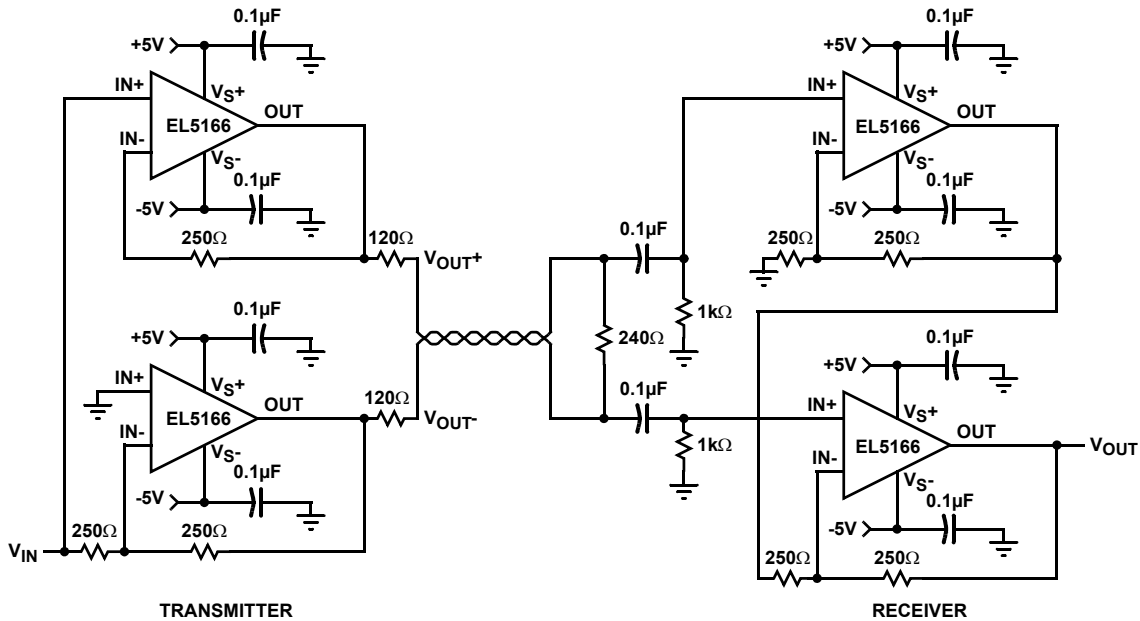 0.1µF
+5V
IN+
VS+
OUT
EL5166
IN-
VS-
0.1µF
-5V
250Ω
120Ω
VOUT+
0.1µF
+5V
IN+
VS+
OUT
EL5166
120Ω
VOUT-
IN-
VS-
0.1µF
-5V
VIN
250Ω
250Ω
TRANSMITTER
0.1µF
1kΩ
240Ω
0.1µF
1kΩ
0.1µF
+5V
IN+
VS+
OUT
EL5166
IN-
VS-
0.1µF
-5V
250Ω
250Ω
0.1µF
+5V
IN+
VS+
OUT
VOUT
EL5166
IN-
VS-
0.1µF
-5V
250Ω
250Ω
RECEIVER